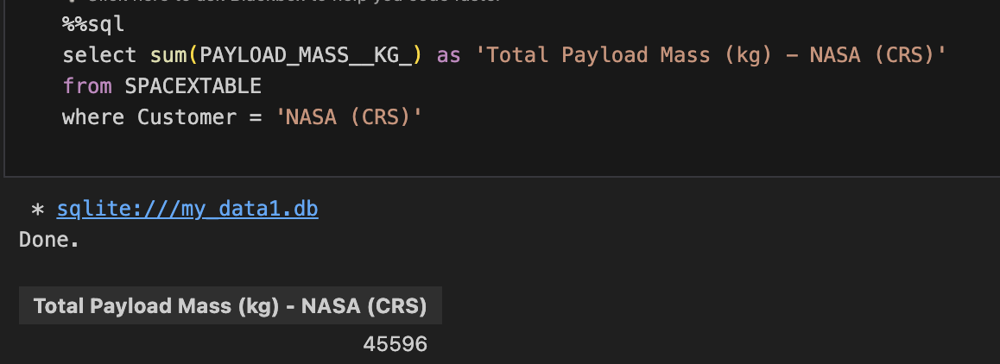 %%sql
select sum(PAYLOAD_MASS__KG_) as 'Total Payload Mass (kg) - NASA (CRS)'
from SPACEXTABLE
where Customer = 'NASA (CRS)'
* sqlite:///my_data1.db
Done.
Total Payload Mass (kg) - NASA (CRS)
45596